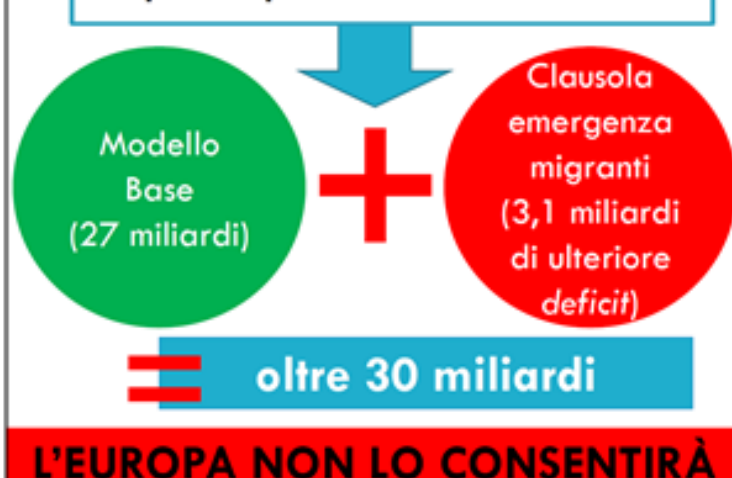 Modello
Base
(27 miliardi)
+
Clausola
emergenza
migranti
(3,1 miliardi
di ulteriore
deficit)
= oltre 30 miliardi
L'EUROPA NON LO CONSENTIRÀ